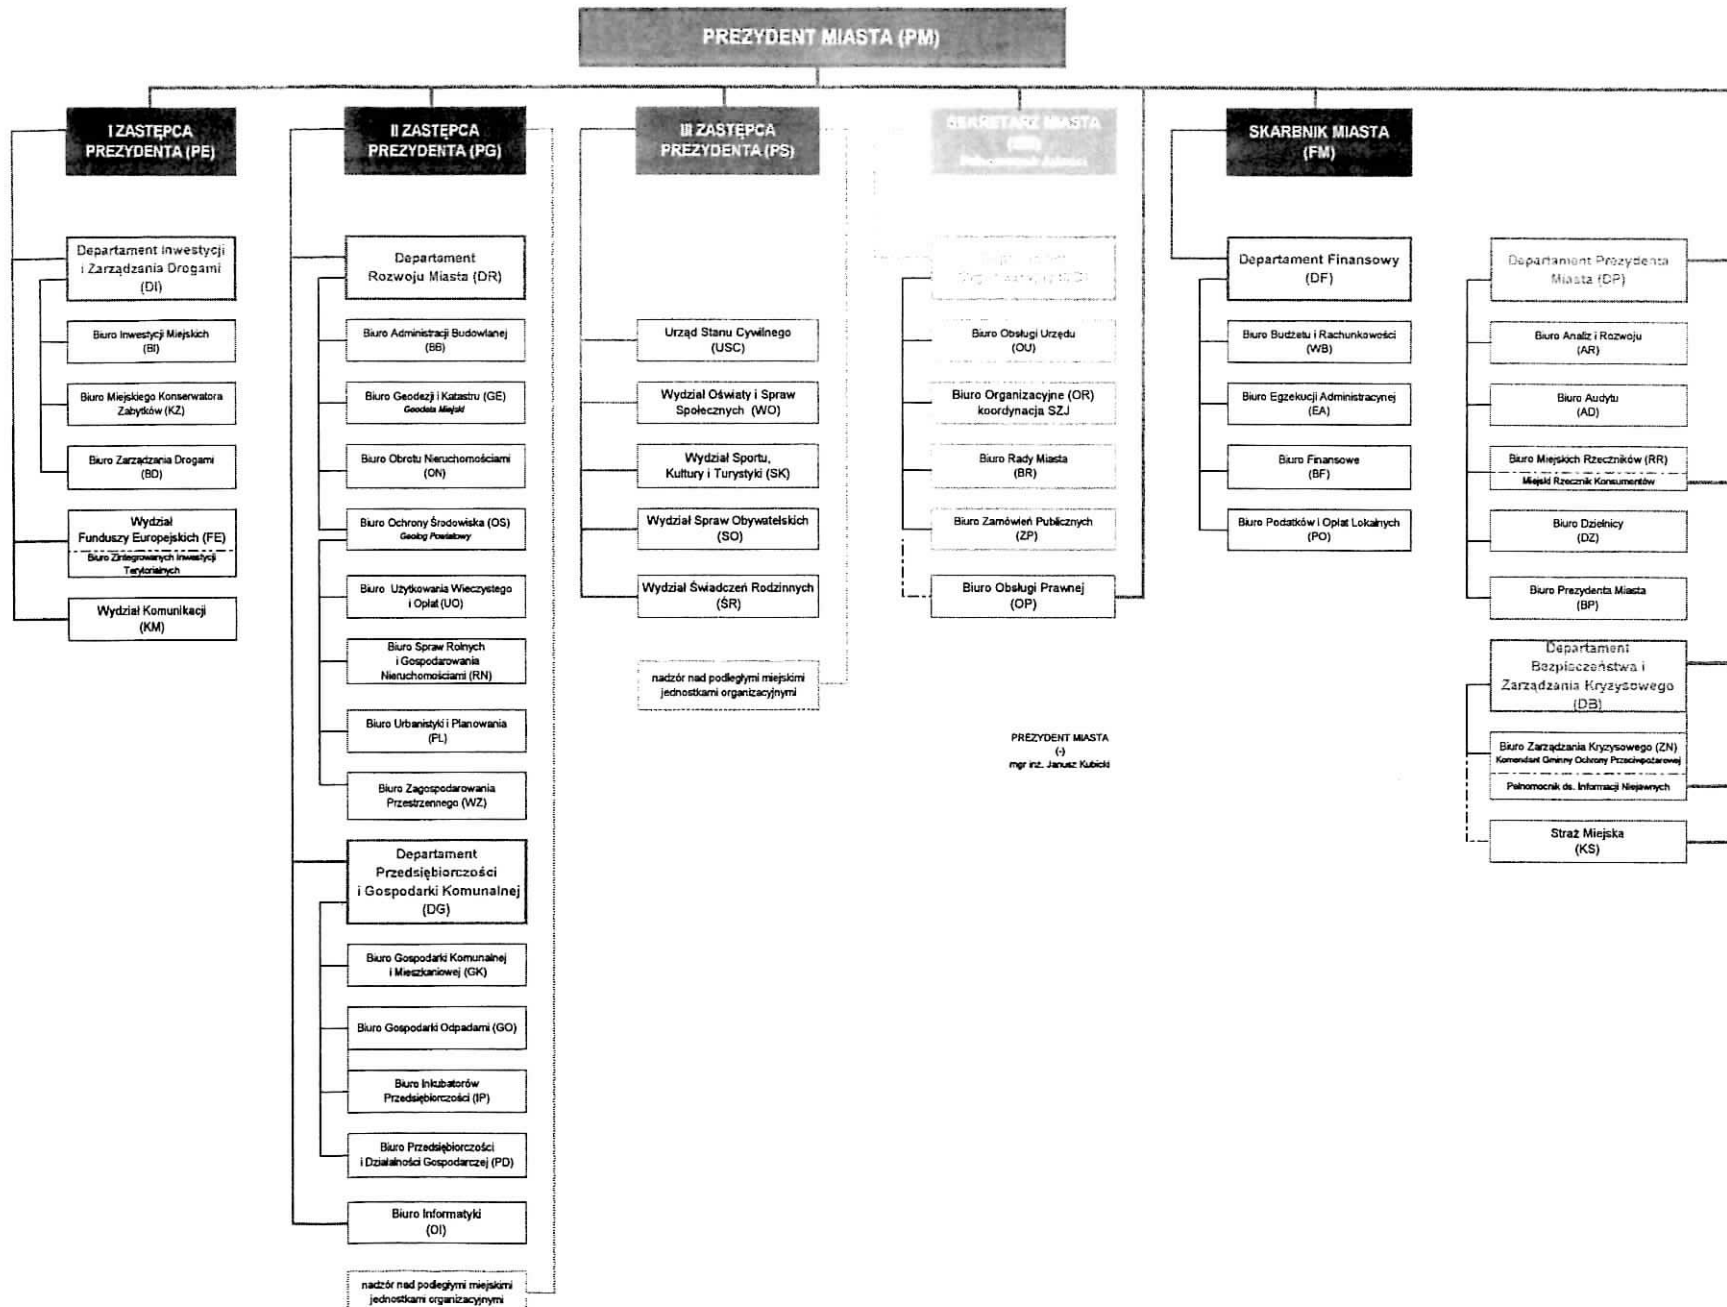 PREZYDENT MIASTA (PM)
I ZASTĘPCA
PREZYDENTA (PE)
Departament Inwestycji
i Zarządzania Drogami
(DI)
Biuro Inwestycji Miejskich
(BI)
Biuro Miejskiego Konserwatora
Zabytków (KZ)
Biuro Zarządzania Drogami
(BD)
Wydział
Funduszy Europejskich (FE)
Biuro Zintegrowanych Inwestycji
Terytorialnych
Wydział Komunikacji
(KM)
II ZASTĘPCA
PREZYDENTA (PG)
Departament
Rozwoju Miasta (DR)
Biuro Administracji Budowlanej
(BB)
Biuro Geodezji i Katastru (GE)
Geodeta Miejski
Biuro Obrotu Nieruchomościami
(ON)
Biuro Ochrony Środowiska (OS)
Geolog Powiatowy
Biuro Użytkowania Wieczystego
i Opłat (UO)
Biuro Spraw Rolnych
i Gospodarowania
Nieruchomościami (RN)
Biuro Urbanistyki i Planowania
(PL)
Biuro Zagospodarowania
Przestrzennego (WZ)
Departament
Przedsiębiorczości
i Gospodarki Komunalnej
(DG)
Biuro Gospodarki Komunalnej
i Mieszkaniowej (GK)
Biuro Gospodarki Odpadami (GO)
Biuro Inkubatorów
Przedsiębiorczości (IP)
Biuro Przedsiębiorczości
i Działalności Gospodarczej (PD)
Biuro Informatyki
(OI)
nadzór nad podległymi miejskimi
jednostkami organizacyjnymi
III ZASTĘPCA
PREZYDENTA (PS)
Urząd Stanu Cywilnego
(USC)
Wydział Oświaty i Spraw
Społecznych (WO)
Wydział Sportu,
Kultury i Turystyki (SK)
Wydział Spraw Obywatelskich
(SO)
Wydział Świadczeń Rodzinnych
(ŚR)
nadzór nad podległymi miejskimi
jednostkami organizacyjnymi
SEKRETARZ MIASTA
Biuro Obsługi Urzędu
(OU)
Biuro Organizacyjne (OR)
koordynacja SZJ
Biuro Rady Miasta
(BR)
Biuro Zamówień Publicznych
(ZP)
Biuro Obsługi Prawnej
(OP)
PREZYDENT MIASTA
(-)
mgr inż. Janusz Kubicki
SKARBNIK MIASTA
(FM)
Departament Finansowy
(DF)
Biuro Budżetu i Rachunkowości
(WB)
Biuro Egzekucji Administracynej
(EA)
Biuro Finansowe
(BF)
Biuro Podatków i Opłat Lokalnych
(PO)
Departament Prezydenta
Miasta (DP)
Biuro Analiz i Rozwoju
(AR)
Biuro Audytu
(AD)
Biuro Miejskich Rzeczników (RR)
Miejski Rzecznik Konsumentów
Biuro Dzielnicy
(DZ)
Biuro Prezydenta Miasta
(BP)
Departament
Bezpieczeństwa i
Zarządzania Kryzysowego
(DB)
Biuro Zarządzania Kryzysowego (ZN)
Komendant Gminny Ochrony Przeciwpożarowej
Pełnomocnik ds. Informacji Niejawnych
Straż Miejska
(KS)